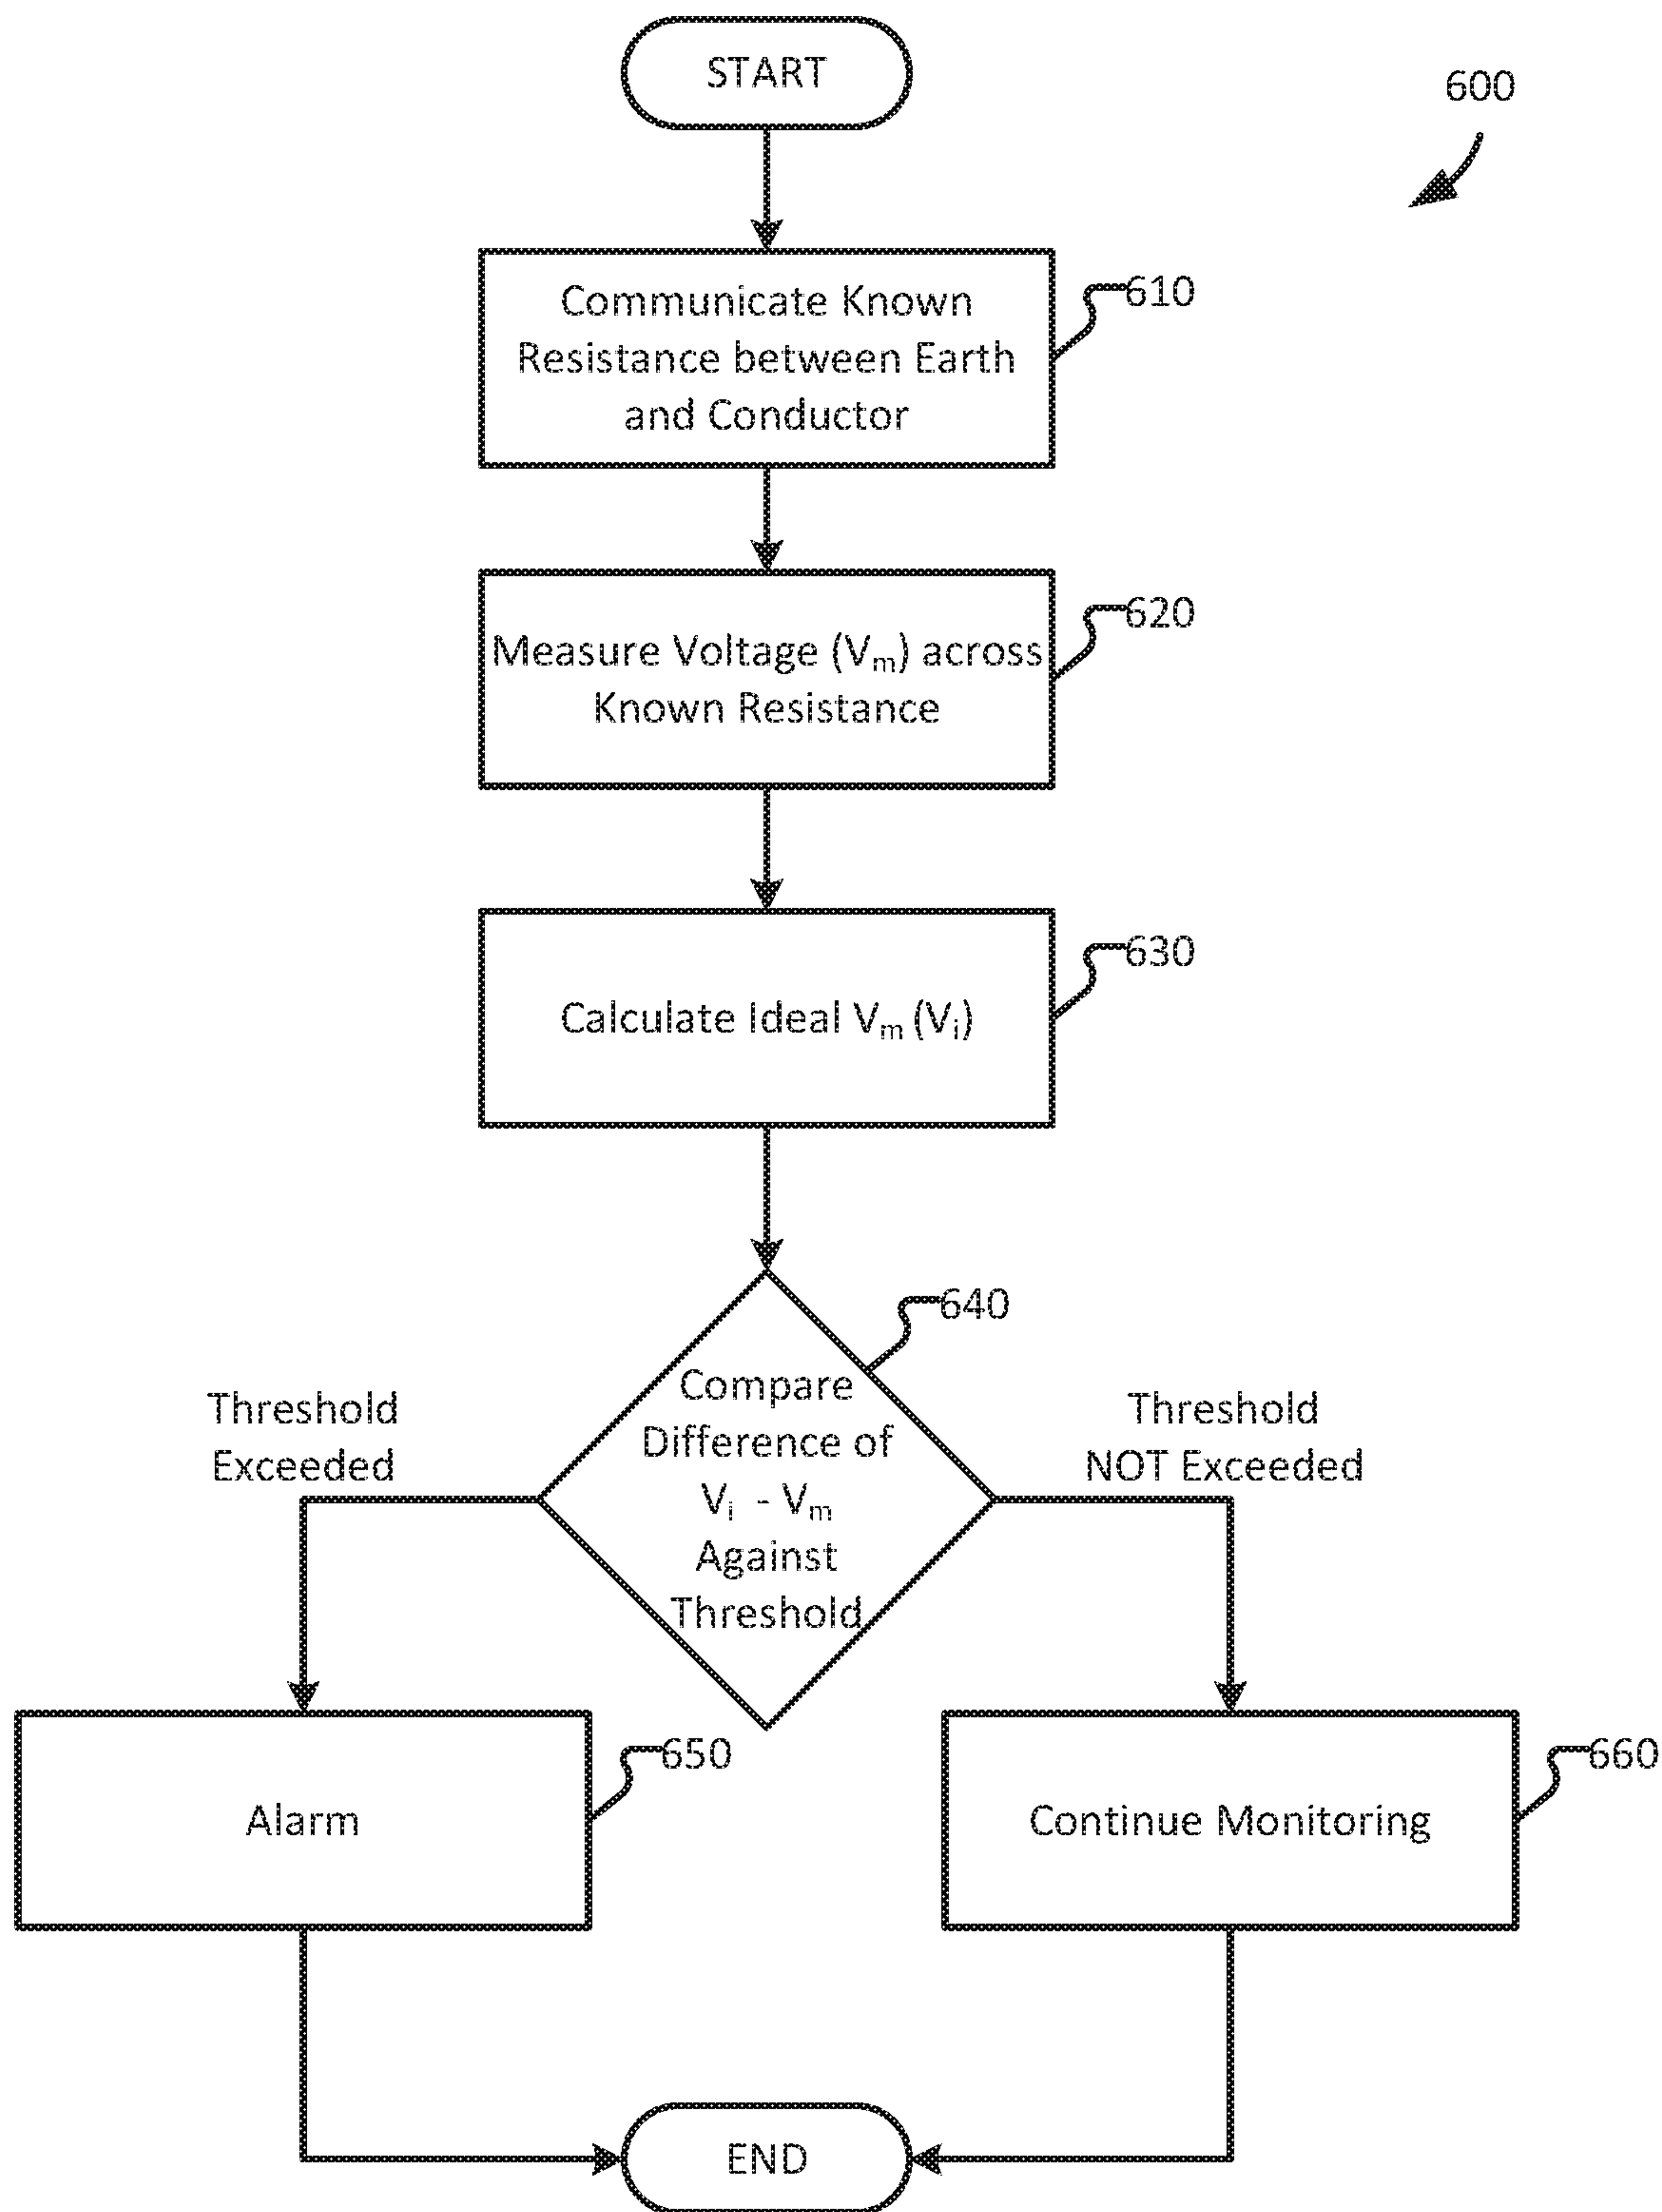 START
600
Communicate Known
Resistance between Earth
and Conductor
610
Measure Voltage (Vₘ) across
Known Resistance
620
Calculate Ideal Vₘ (Vᵢ)
630
640
Compare
Difference of
Vᵢ - Vₘ
Against
Threshold
Threshold
Exceeded
Threshold
NOT Exceeded
Alarm
650
Continue Monitoring
660
END